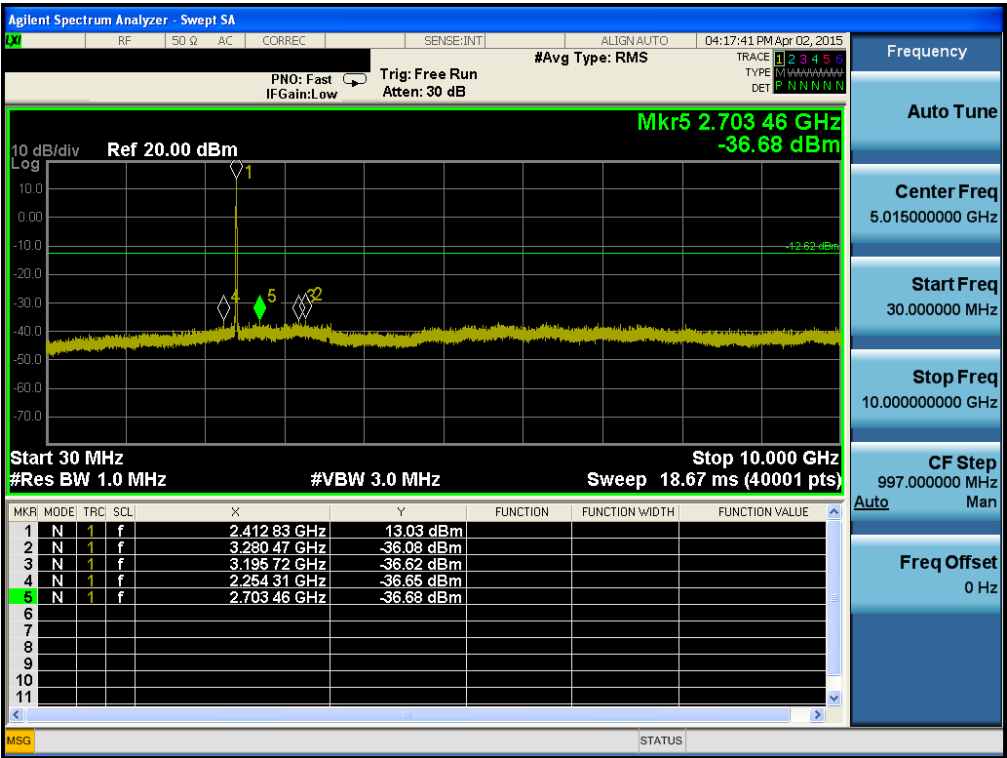 Agilent Spectrum Analyzer - Swept SA
LXI RF 50 Ω AC CORREC SENSE:INT ALIGN AUTO 04:17:41 PM Apr 02, 2015
Frequency
#Avg Type: RMS
TRACE 1 2 3 4 5 6
PNO: Fast Trig: Free Run
TYPE M WWWWW
IFGain:Low Atten: 30 dB
DET P N N N N N
Auto Tune
Mkr5 2.703 46 GHz
10 dB/div Ref 20.00 dBm -36.68 dBm
Log
1
10.0
0.00
-10.0
-12.62 dBm
-20.0
4 5 3 2
-30.0
-40.0
-50.0
-60.0
-70.0
Center Freq
5.015000000 GHz
Start Freq
30.000000 MHz
Stop Freq
10.000000000 GHz
Start 30 MHz Stop 10.000 GHz
#Res BW 1.0 MHz #VBW 3.0 MHz Sweep 18.67 ms (40001 pts)
CF Step
997.000000 MHz
Auto Man
MKR MODE TRC SCL X Y FUNCTION FUNCTION WIDTH FUNCTION VALUE
1 N 1 f 2.412 83 GHz 13.03 dBm
2 N 1 f 3.280 47 GHz -36.08 dBm
3 N 1 f 3.195 72 GHz -36.62 dBm
4 N 1 f 2.254 31 GHz -36.65 dBm
5 N 1 f 2.703 46 GHz -36.68 dBm
6
7
8
9
10
11
Freq Offset
0 Hz
MSG STATUS